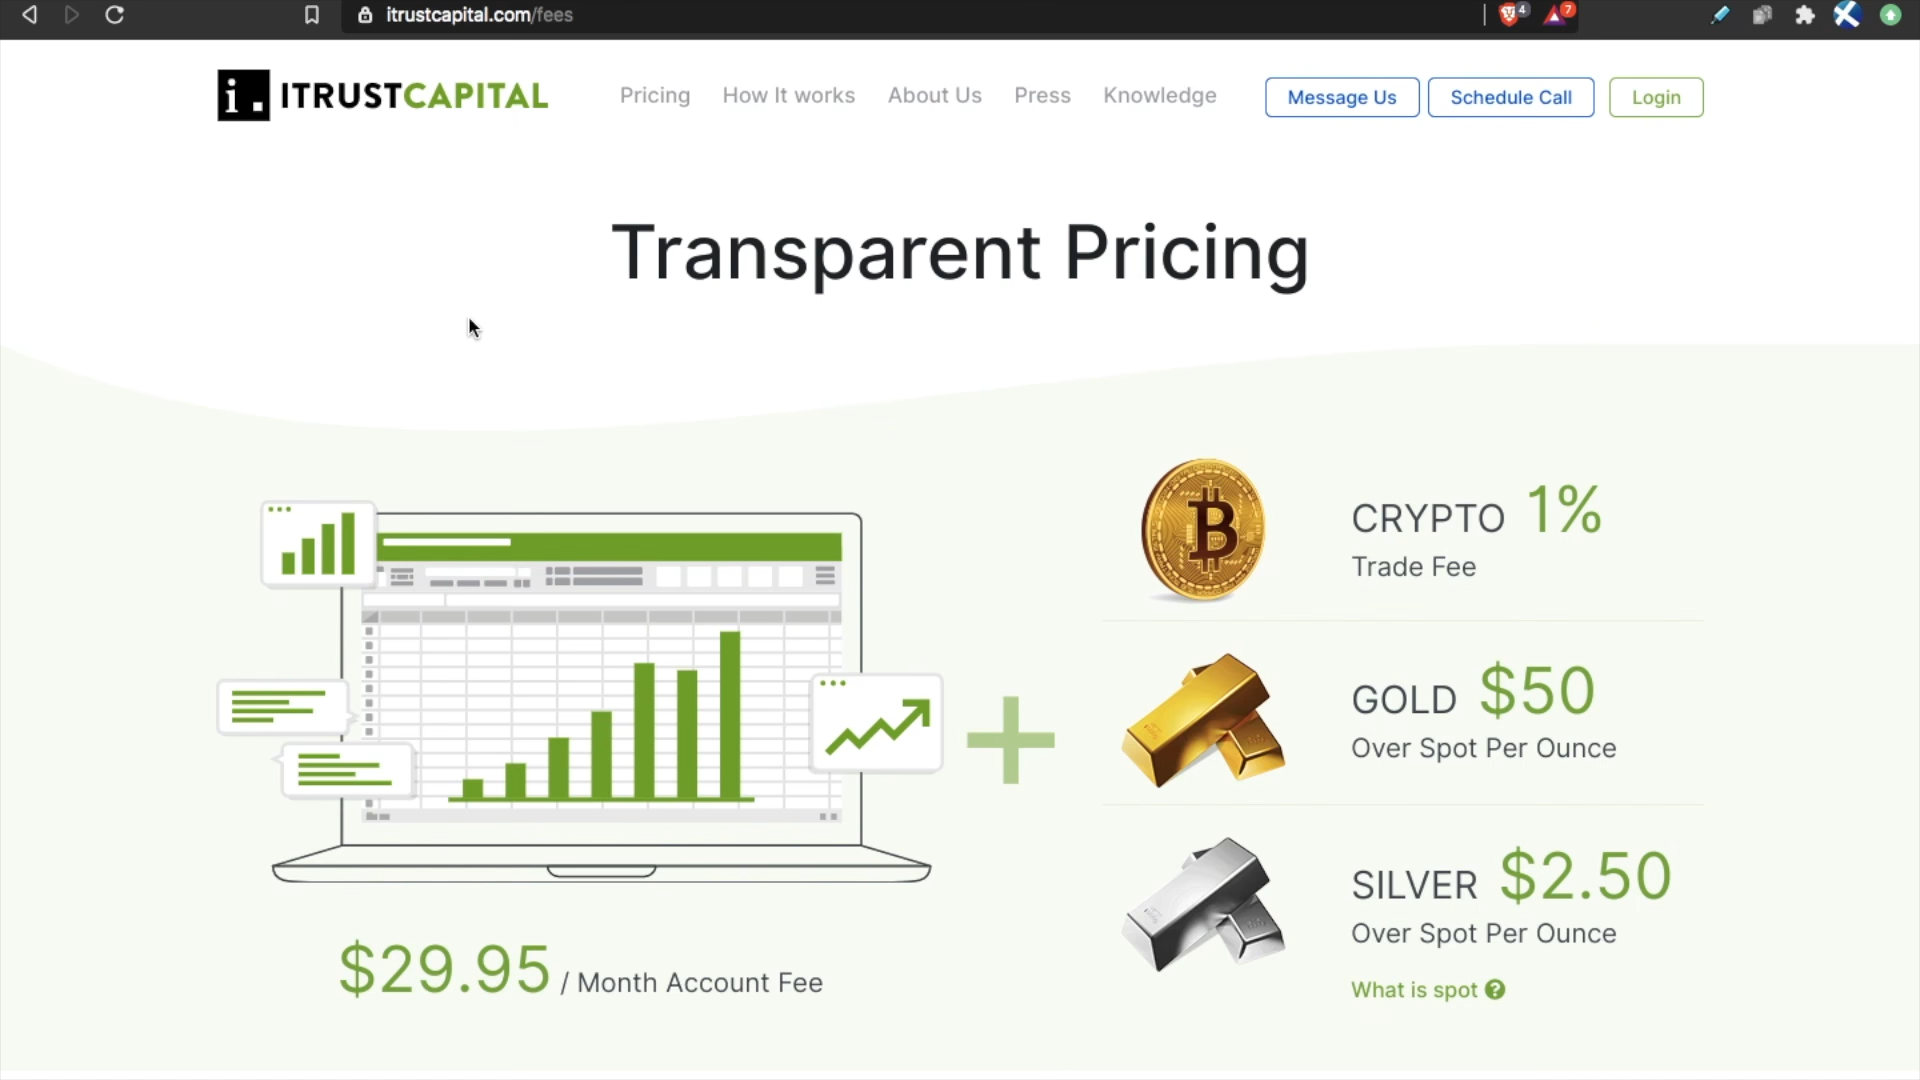 itrustcapital.com/fees
4
7
i. ITRUSTCAPITAL
Pricing
How It works
About Us
Press
Knowledge
Message Us
Schedule Call
Login
Transparent Pricing
CRYPTO 1%
Trade Fee
GOLD $50
Over Spot Per Ounce
SILVER $2.50
Over Spot Per Ounce
What is spot ?
$29.95 / Month Account Fee